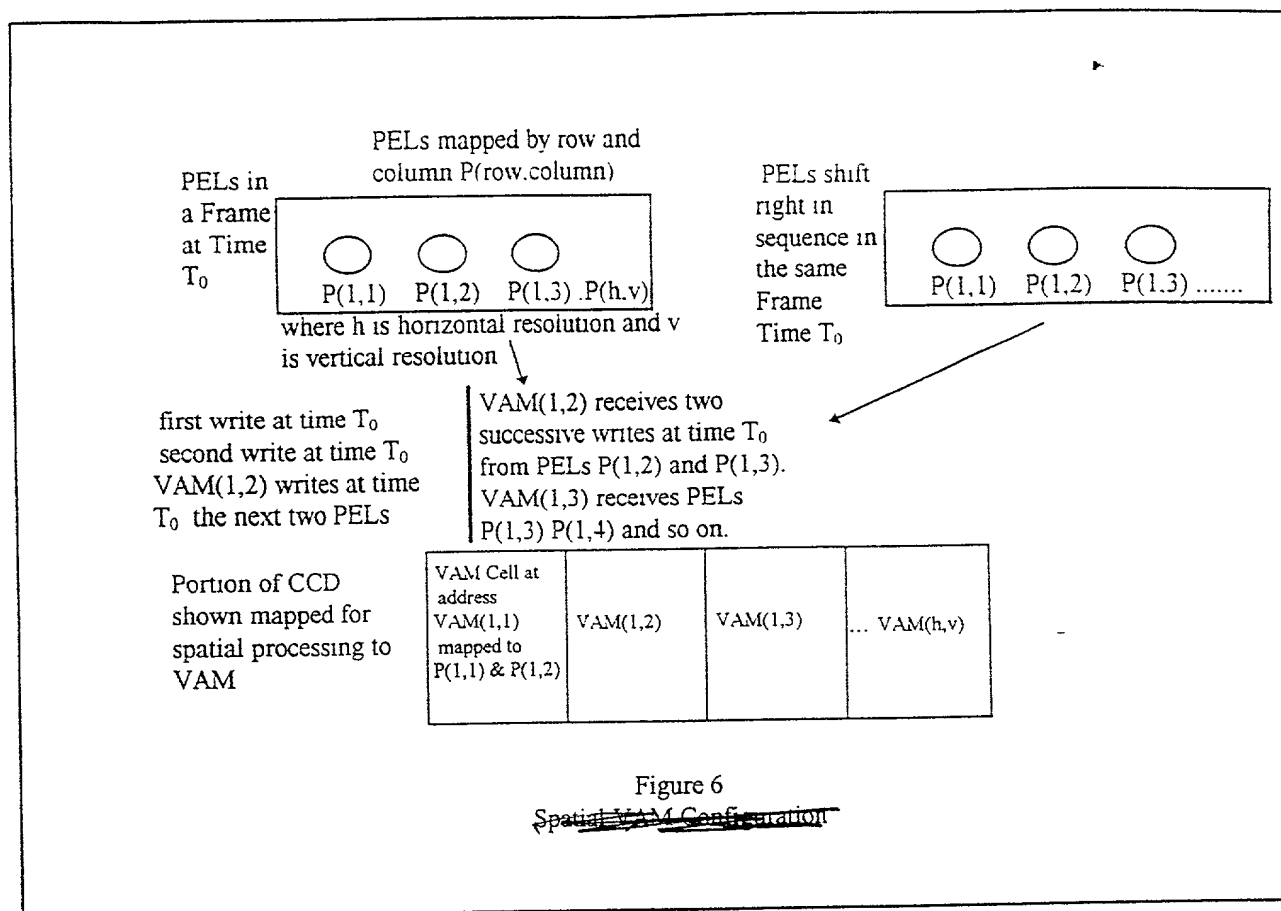 PELs mapped by row and
column P(row.column)
PELs in
a Frame
at Time
T₀
P(1,1) P(1,2) P(1,3) .P(h.v)
where h is horizontal resolution and v
is vertical resolution
PELs shift
right in
sequence in
the same
Frame
Time T₀
P(1,1) P(1,2) P(1.3) .......
first write at time T₀
second write at time T₀
VAM(1,2) writes at time
T₀ the next two PELs
VAM(1,2) receives two
successive writes at time T₀
from PELs P(1,2) and P(1,3).
VAM(1,3) receives PELs
P(1,3) P(1,4) and so on.
Portion of CCD
shown mapped for
spatial processing to
VAM
VAM Cell at
address
VAM(1,1)
mapped to
P(1,1) & P(1,2)
VAM(1,2)
VAM(1,3)
... VAM(h,v)
Figure 6
Spatial VAM Configuration